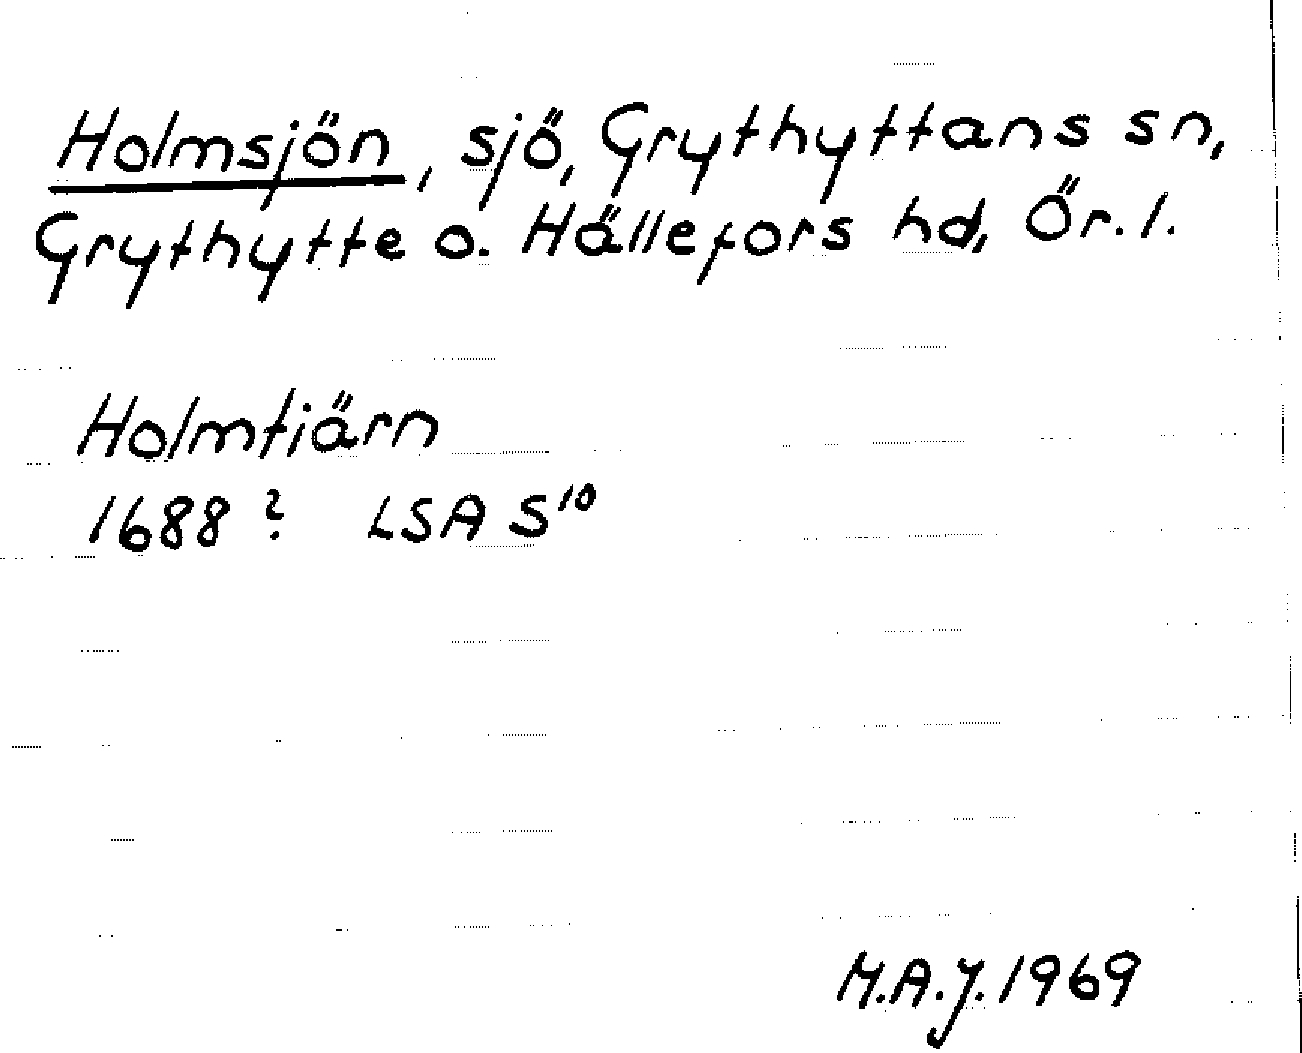 Holmsjön, sjö, Grythyttans sn,
Grythytte o. Hällefors hd, Ör. l.
Holmtiärn
1688? LSA S¹⁰
M.A.J. 1969